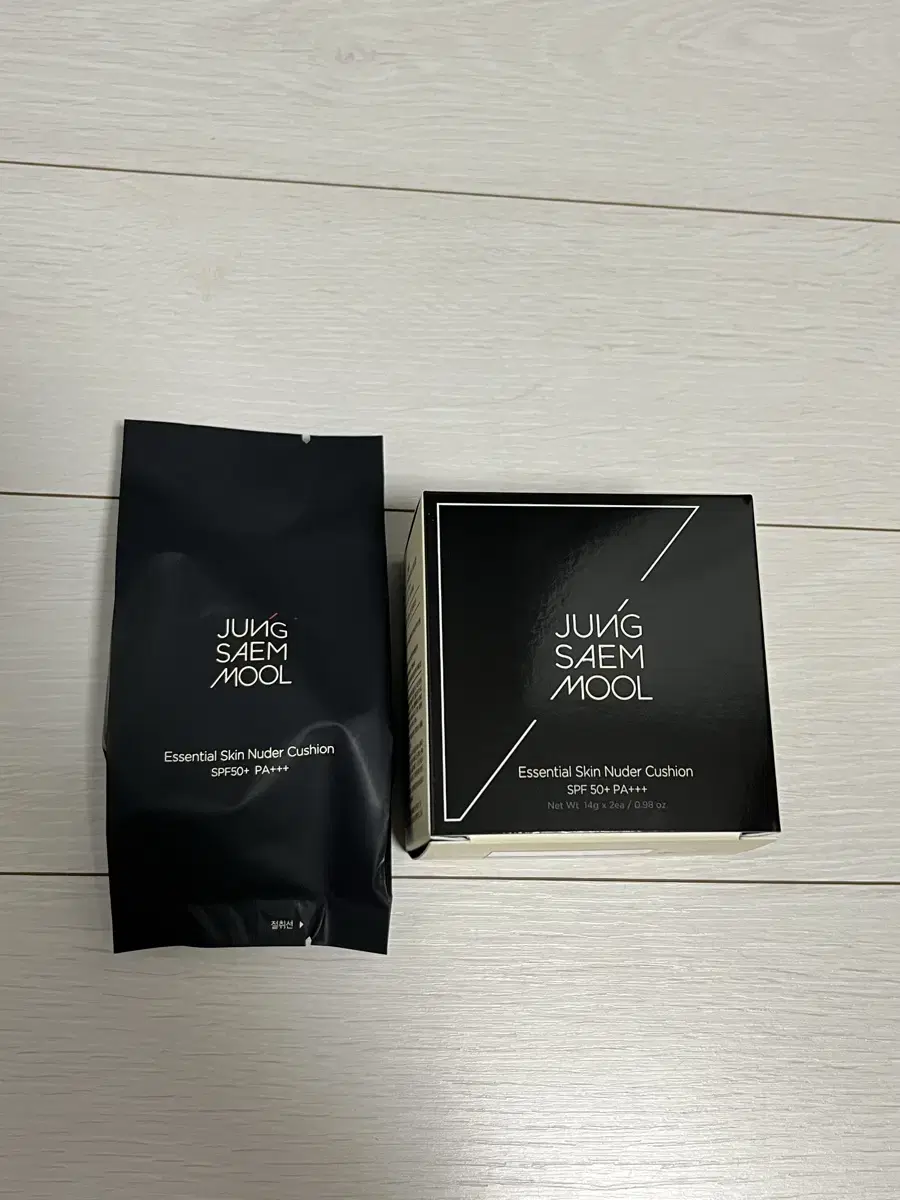 JUNG
SAEM
MOOL
Essential Skin Nuder Cushion
SPF50+ PA+++
절취선
JUNG
SAEM
MOOL
Essential Skin Nuder Cushion
SPF 50+ PA+++
Net Wt. 14g x 2ea / 0.98 oz.